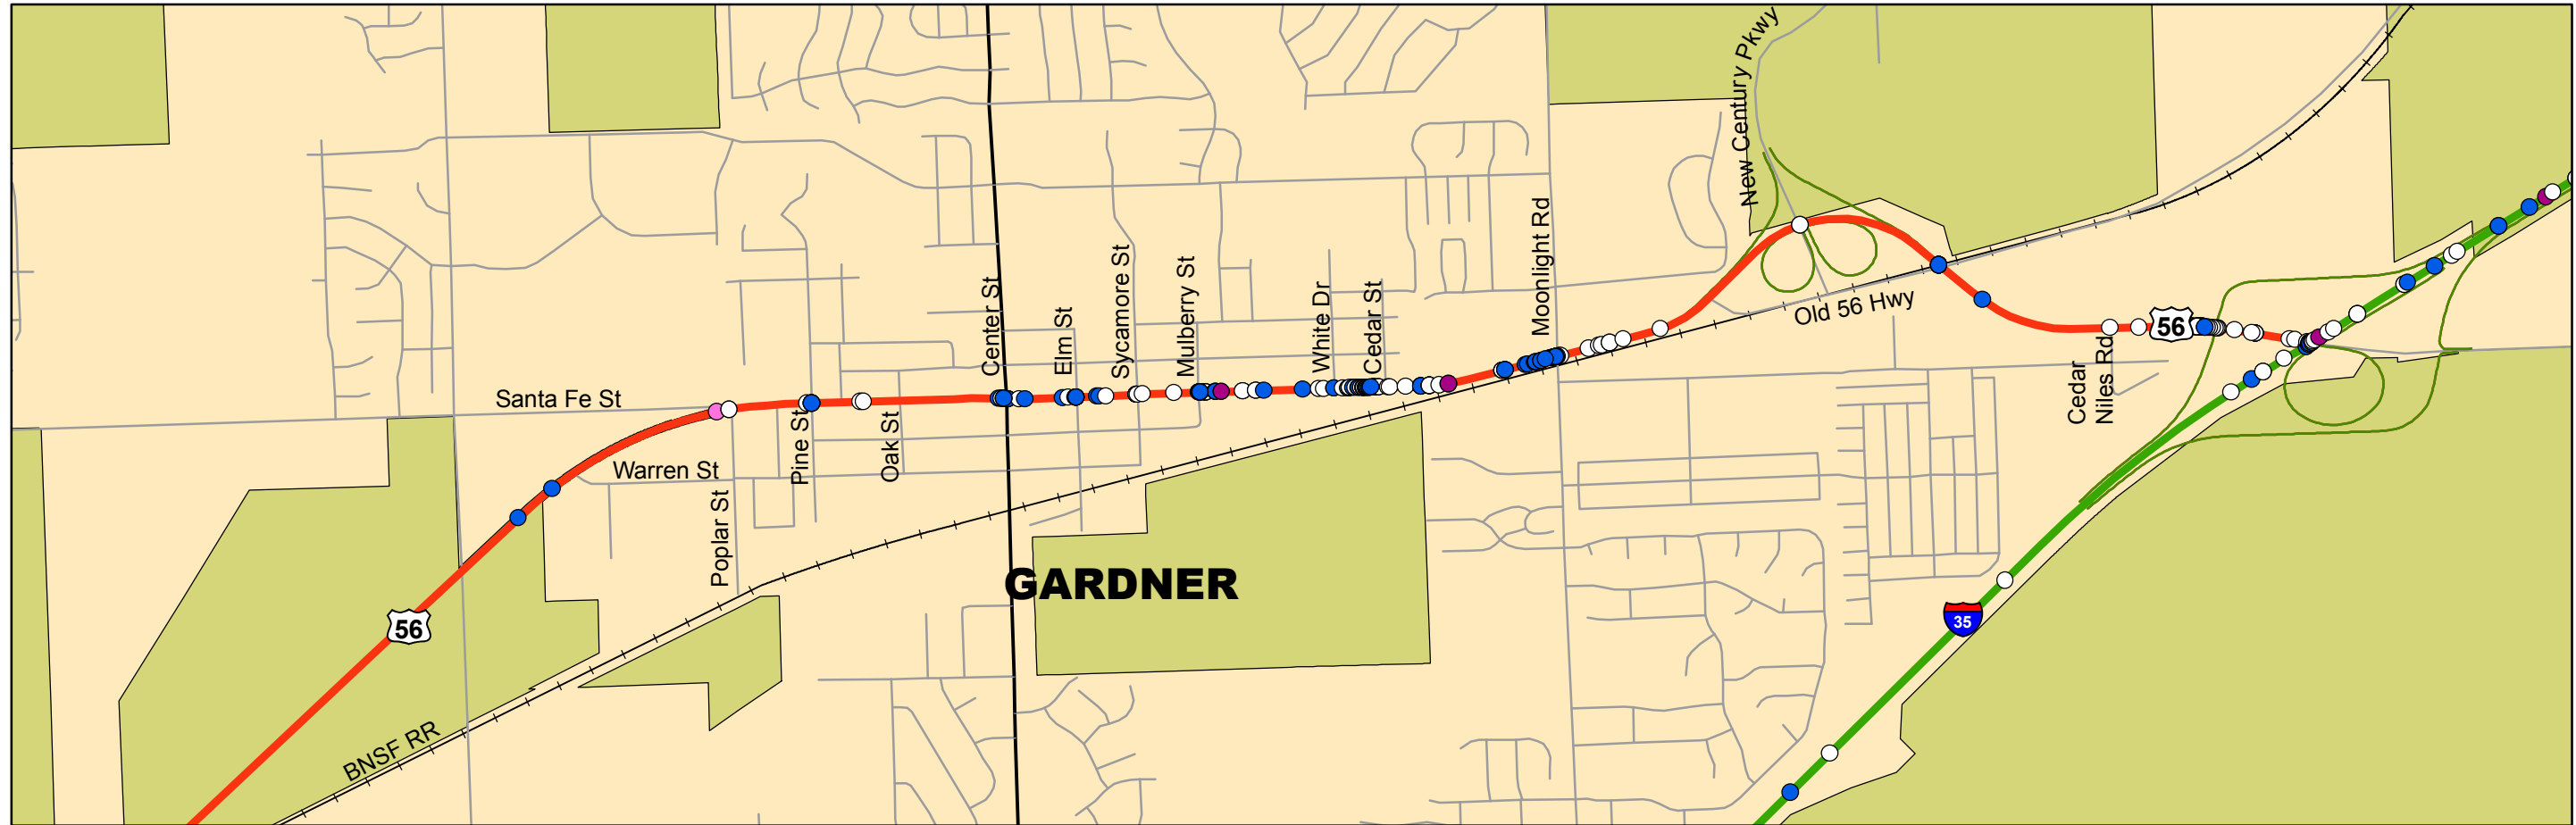 New Century Pkwy
Moonlight Rd
Center St
Elm St
Sycamore St
Mulberry St
White Dr
Cedar St
Old 56 Hwy
56
Santa Fe St
Cedar
Niles Rd
Pine St
Oak St
Warren St
Poplar St
GARDNER
56
35
BNSF RR